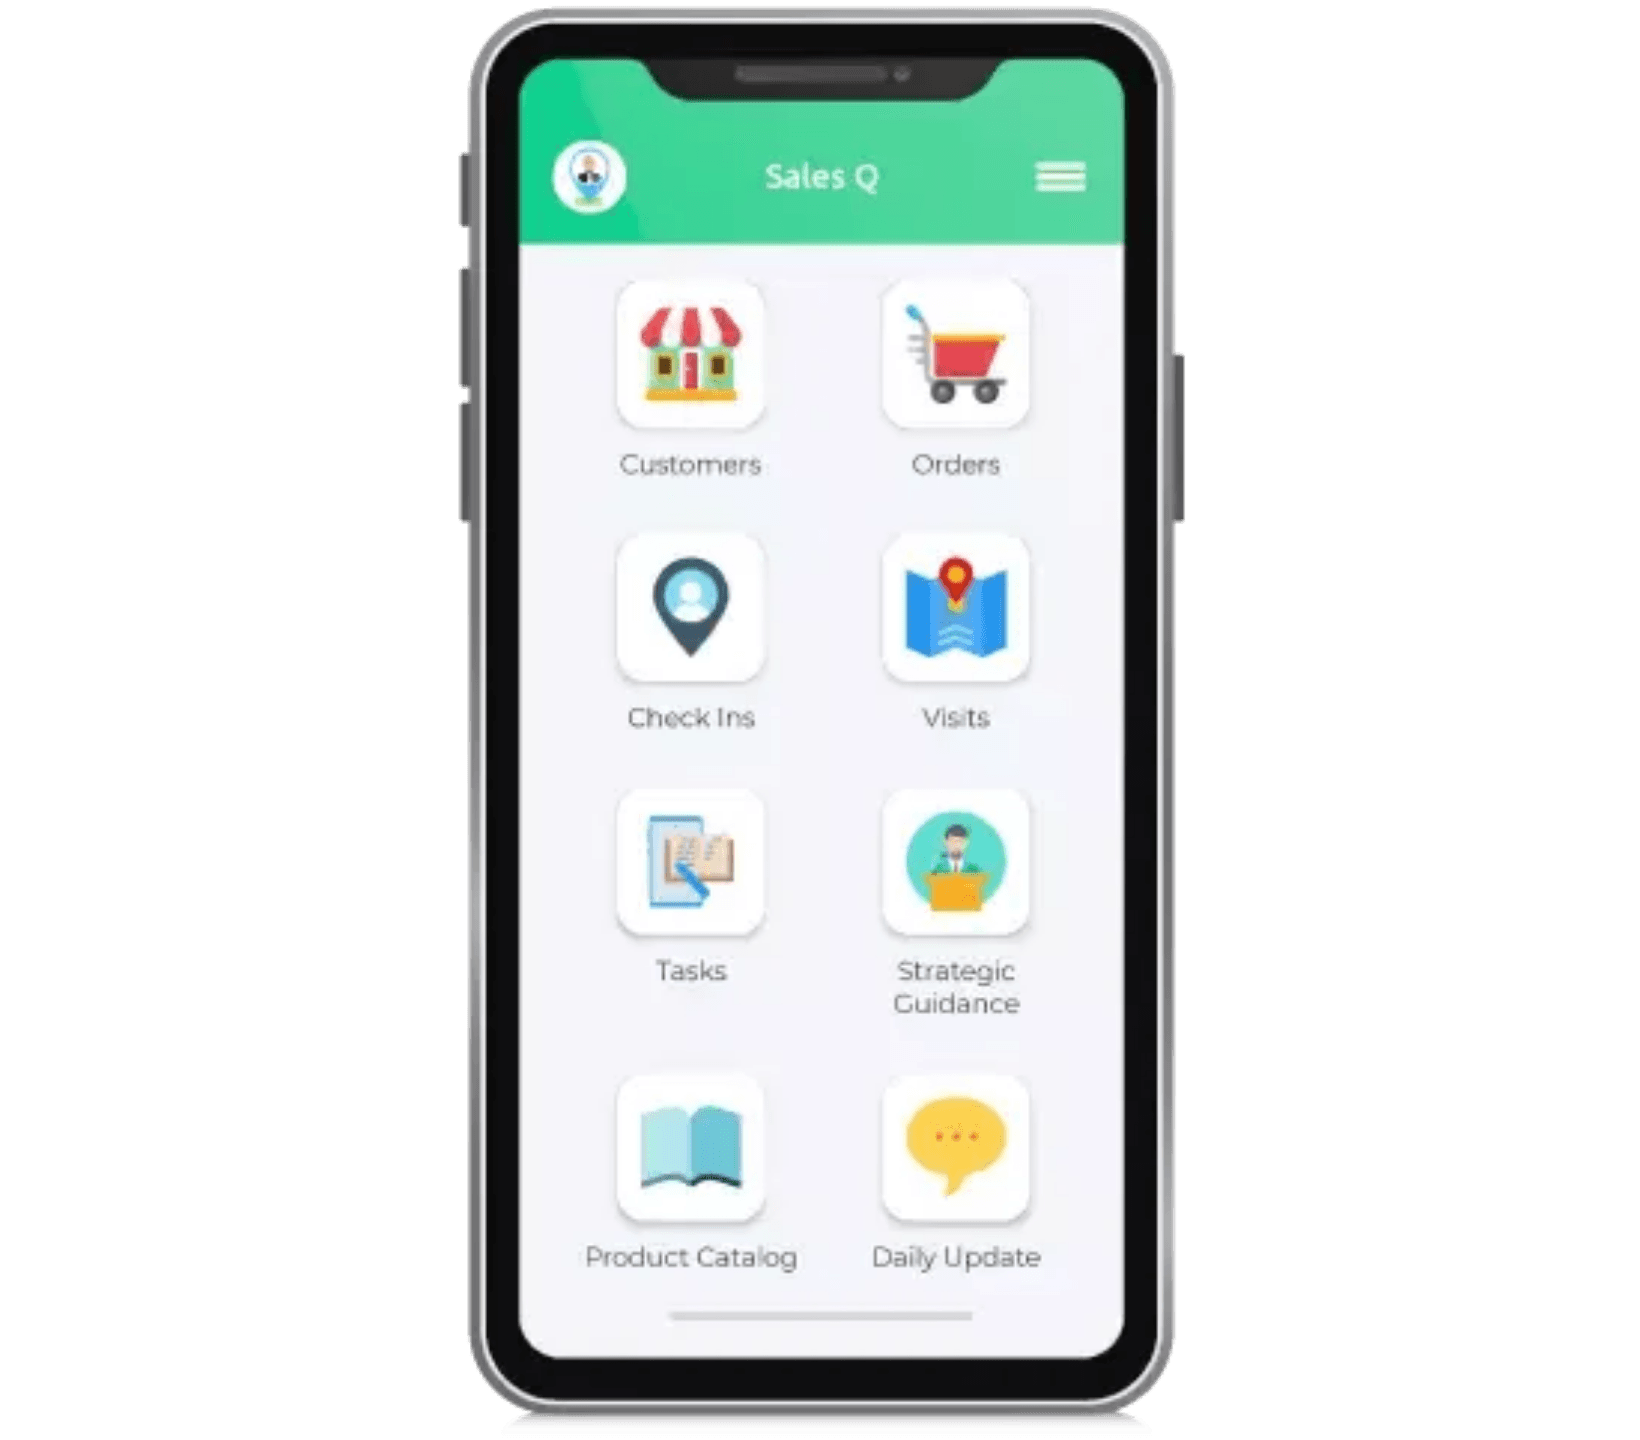 Sales Q
Customers
Orders
Check Ins
Visits
Tasks
Strategic
Guidance
Product Catalog
Daily Update